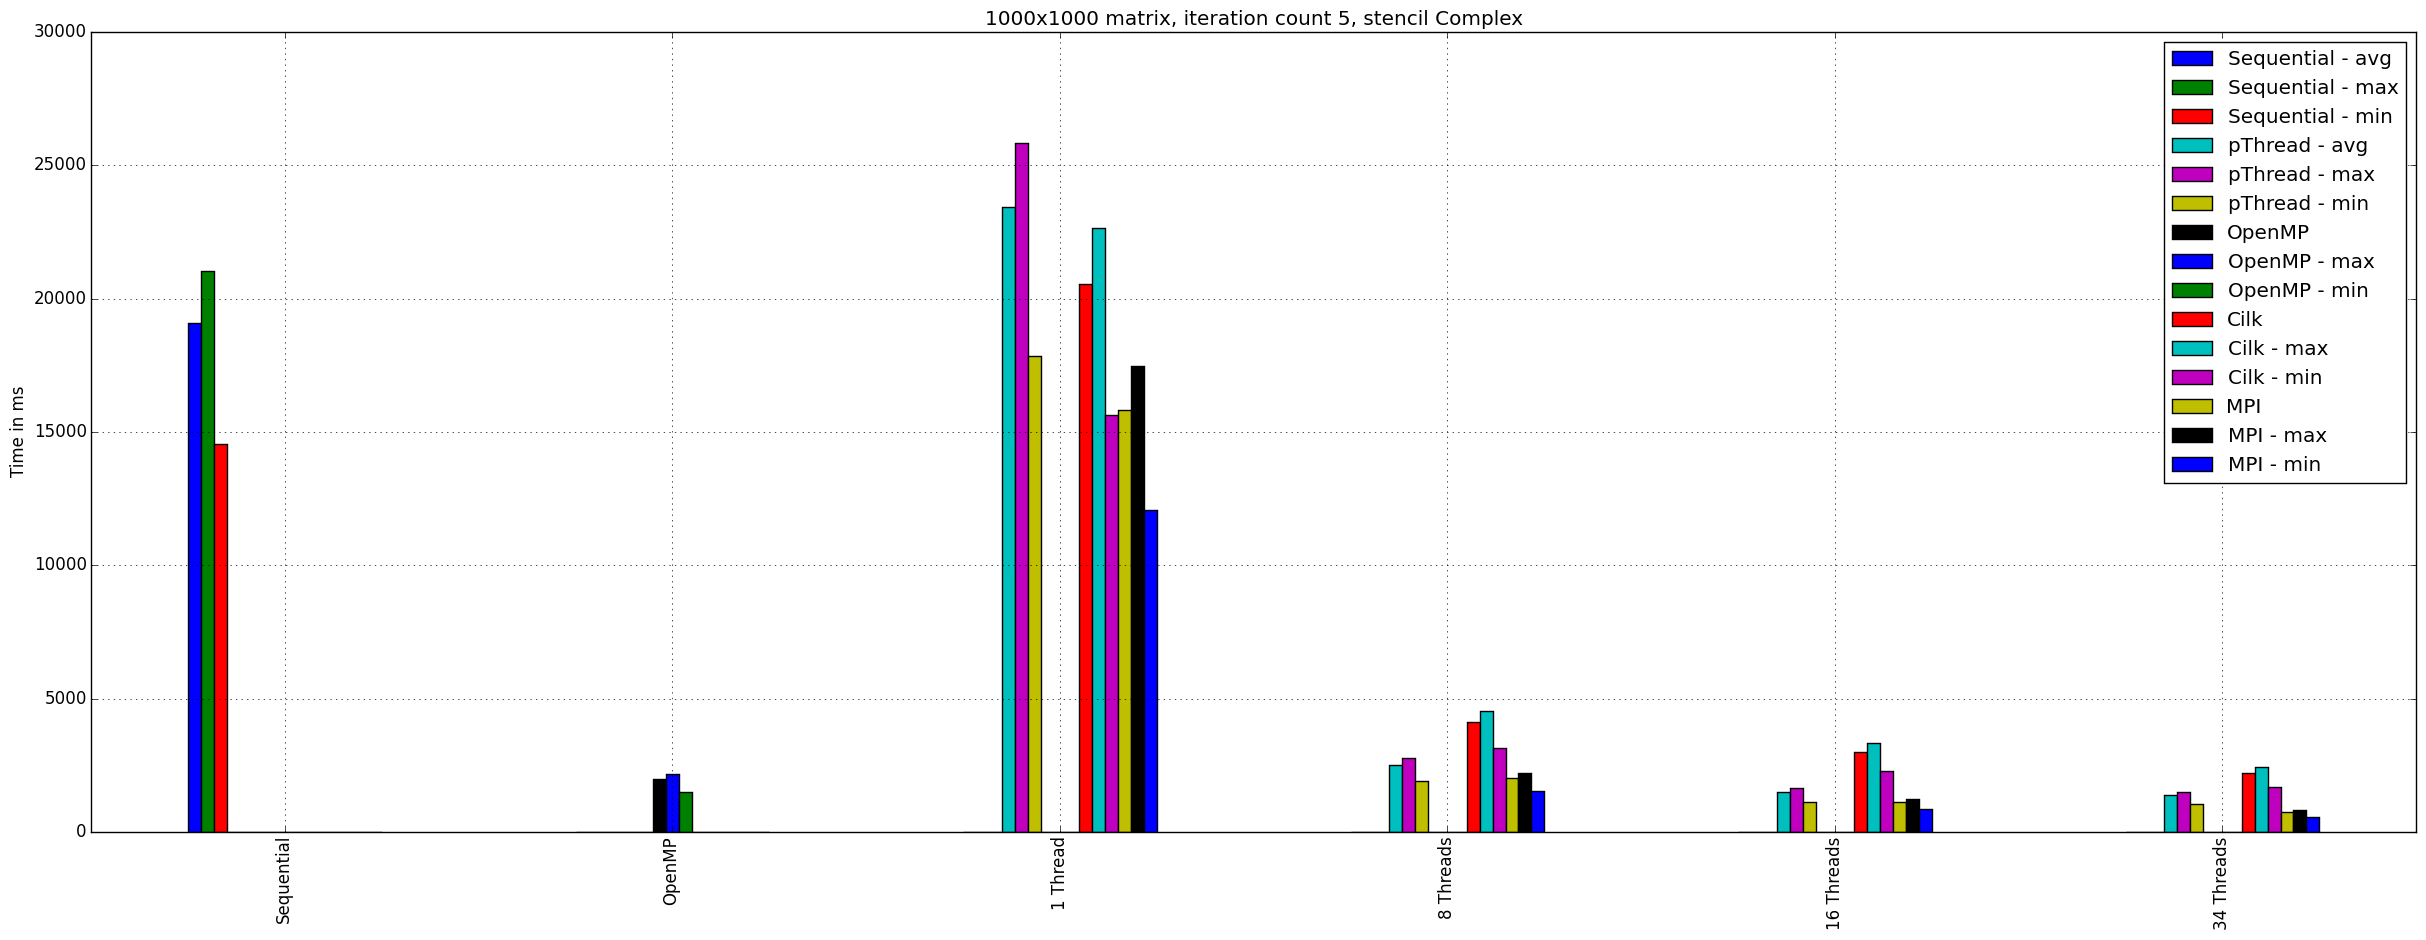 1000x1000 matrix, iteration count 5, stencil Complex
30000
25000
20000
15000
10000
5000
0
Time in ms
Sequential - avg
Sequential - max
Sequential - min
pThread - avg
pThread - max
pThread - min
OpenMP
OpenMP - max
OpenMP - min
Cilk
Cilk - max
Cilk - min
MPI
MPI - max
MPI - min
Sequential
OpenMP
1 Thread
8 Threads
16 Threads
34 Threads